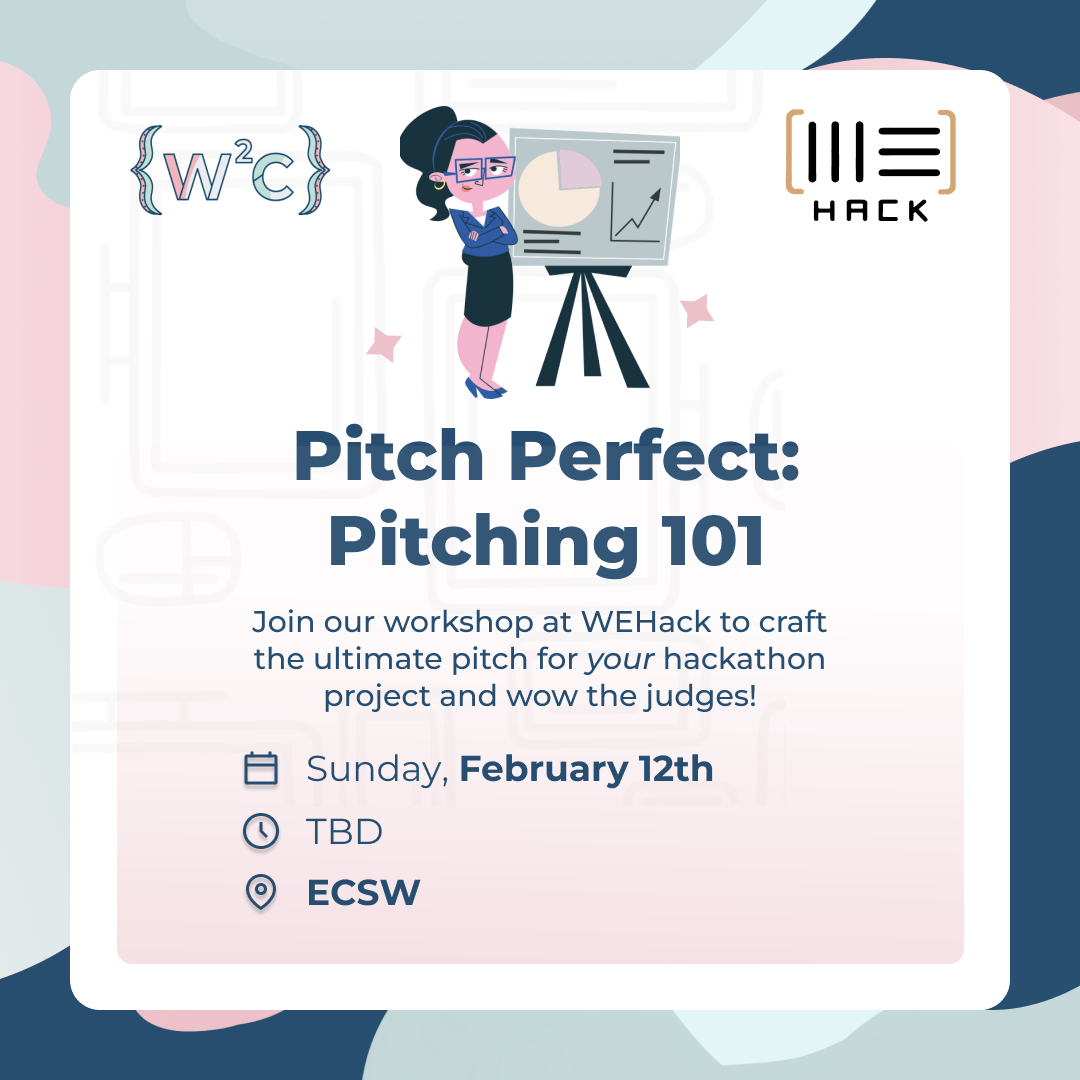 {W²C}
WE
HACK
Pitch Perfect:
Pitching 101
Join our workshop at WEHack to craft
the ultimate pitch for your hackathon
project and wow the judges!
Sunday, February 12th
TBD
ECSW